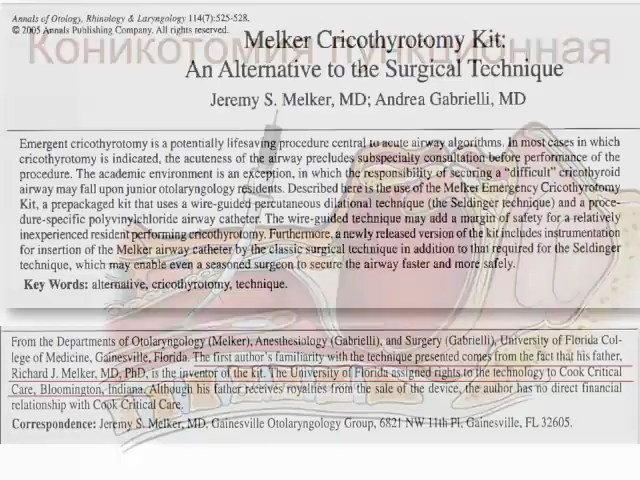 Annals of Otology, Rhinology & Laryngology 114(7):525-528.
© 2005 Annals Publishing Company. All rights reserved.
Коникотомия пункционная
Melker Cricothyrotomy Kit:
An Alternative to the Surgical Technique
Jeremy S. Melker, MD; Andrea Gabrielli, MD
Emergent cricothyrotomy is a potentially lifesaving procedure central to acute airway algorithms. In most cases in which
cricothyrotomy is indicated, the acuteness of the airway precludes subspecialty consultation before performance of the
procedure. The academic environment is an exception, in which the responsibility of securing a “difficult” cricothyroid
airway may fall upon junior otolaryngology residents. Described here is the use of the Melker Emergency Cricothyrotomy
Kit, a prepackaged kit that uses a wire-guided percutaneous dilational technique (the Seldinger technique) and a proce-
dure-specific polyvinylchloride airway catheter. The wire-guided technique may add a margin of safety for a relatively
inexperienced resident performing cricothyrotomy. Furthermore, a newly released version of the kit includes instrumentation
for insertion of the Melker airway catheter by the classic surgical technique in addition to that required for the Seldinger
technique, which may enable even a seasoned surgeon to secure the airway faster and more safely.
Key Words: alternative, cricothyrotomy, technique.
From the Departments of Otolaryngology (Melker), Anesthesiology (Gabrielli), and Surgery (Gabrielli), University of Florida Col-
lege of Medicine, Gainesville, Florida. The first author's familiarity with the technique presented comes from the fact that his father,
Richard J. Melker, MD, PhD, is the inventor of the kit. The University of Florida assigned rights to the technology to Cook Critical
Care, Bloomington, Indiana. Although his father receives royalties from the sale of the device, the author has no direct financial
relationship with Cook Critical Care.
Correspondence: Jeremy S. Melker, MD, Gainesville Otolaryngology Group, 6821 NW 11th Pl, Gainesville, FL 32605.